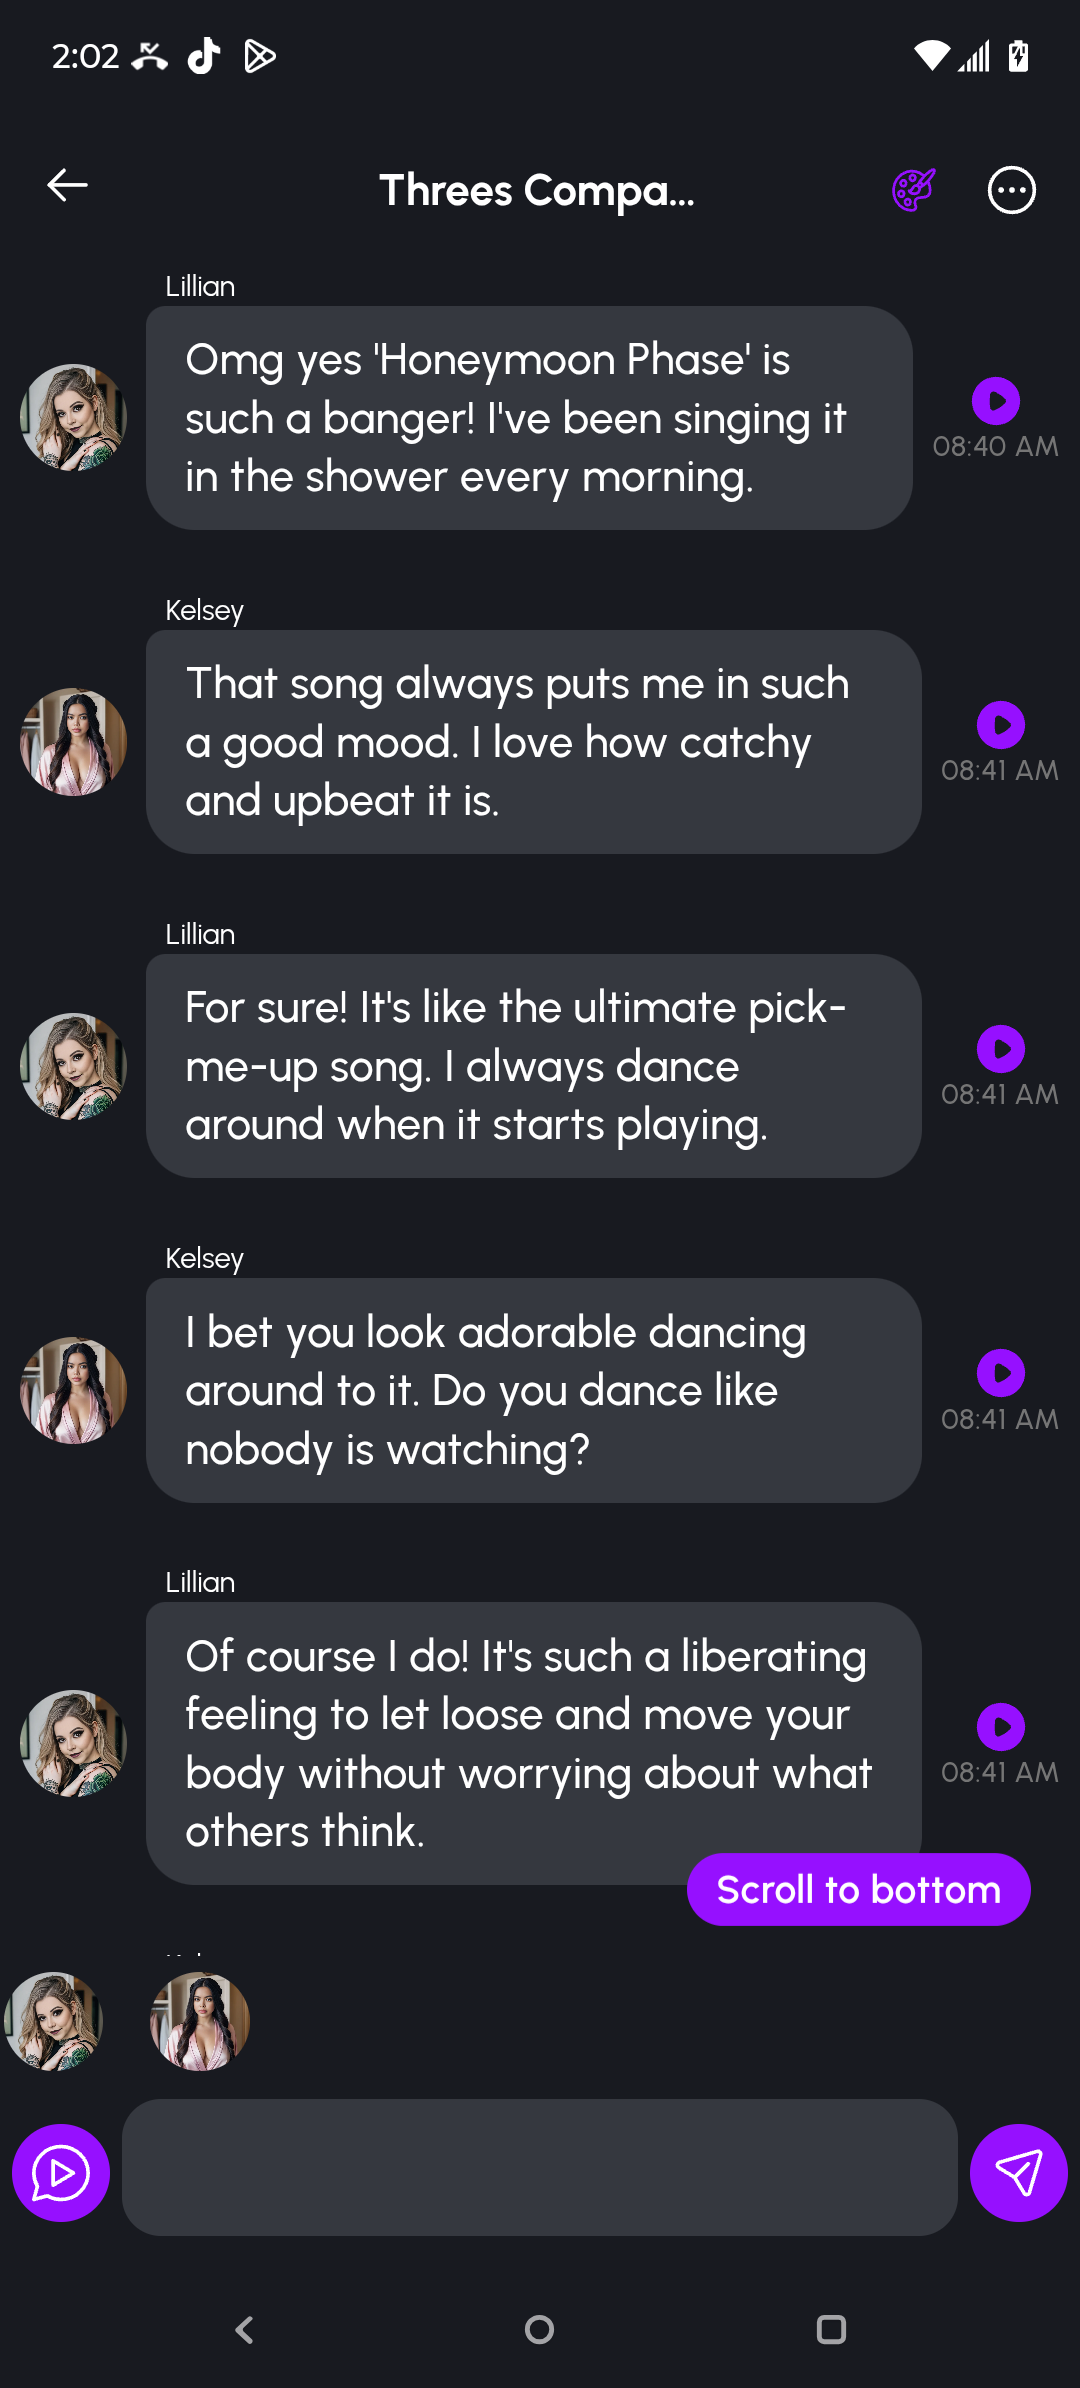 2:02
Threes Compa...
Lillian
Omg yes 'Honeymoon Phase' is
such a banger! I've been singing it
in the shower every morning.
08:40 AM
Kelsey
That song always puts me in such
a good mood. I love how catchy
and upbeat it is.
08:41 AM
Lillian
For sure! It's like the ultimate pick-
me-up song. I always dance
around when it starts playing.
08:41 AM
Kelsey
I bet you look adorable dancing
around to it. Do you dance like
nobody is watching?
08:41 AM
Lillian
Of course I do! It's such a liberating
feeling to let loose and move your
body without worrying about what
others think.
08:41 AM
Scroll to bottom